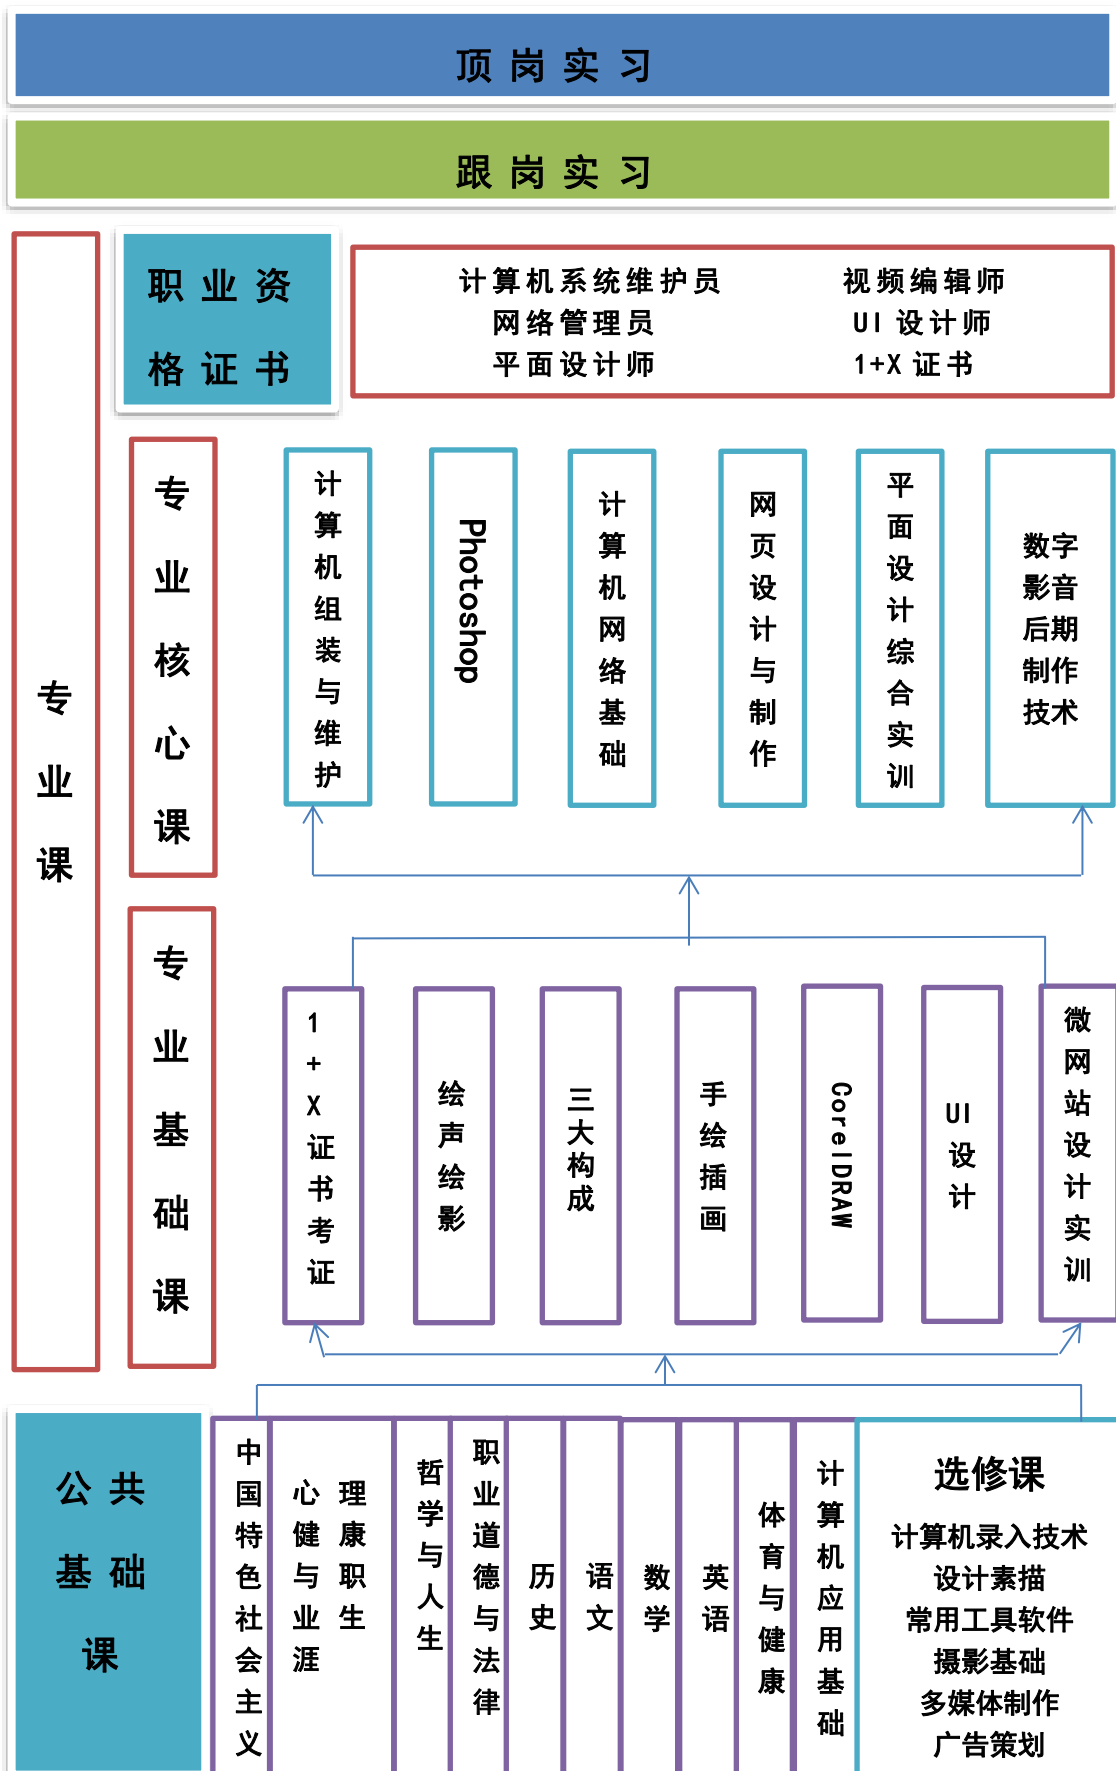 顶岗实习
跟岗实习
专业课
职业资
格证书
计算机系统维护员 视频编辑师
网络管理员 UI 设计师
平面设计师 1+X 证书
专业核心课
计算机组装与维护
Photoshop
计算机网络基础
网页设计与制作
平面设计综合实训
数字
影音
后期
制作
技术
专业基础课
1+X证书考证
绘声绘影
三大构成
手绘插画
CorelDRAW
UI
设
计
微网站设计实训
公共
基础
课
中国特色社会主义
心理
健康
与职
业生
涯
哲学与人生
职业道德与法律
历史
语文
数学
英语
体育与健康
计算机应用基础
选修课
计算机录入技术
设计素描
常用工具软件
摄影基础
多媒体制作
广告策划